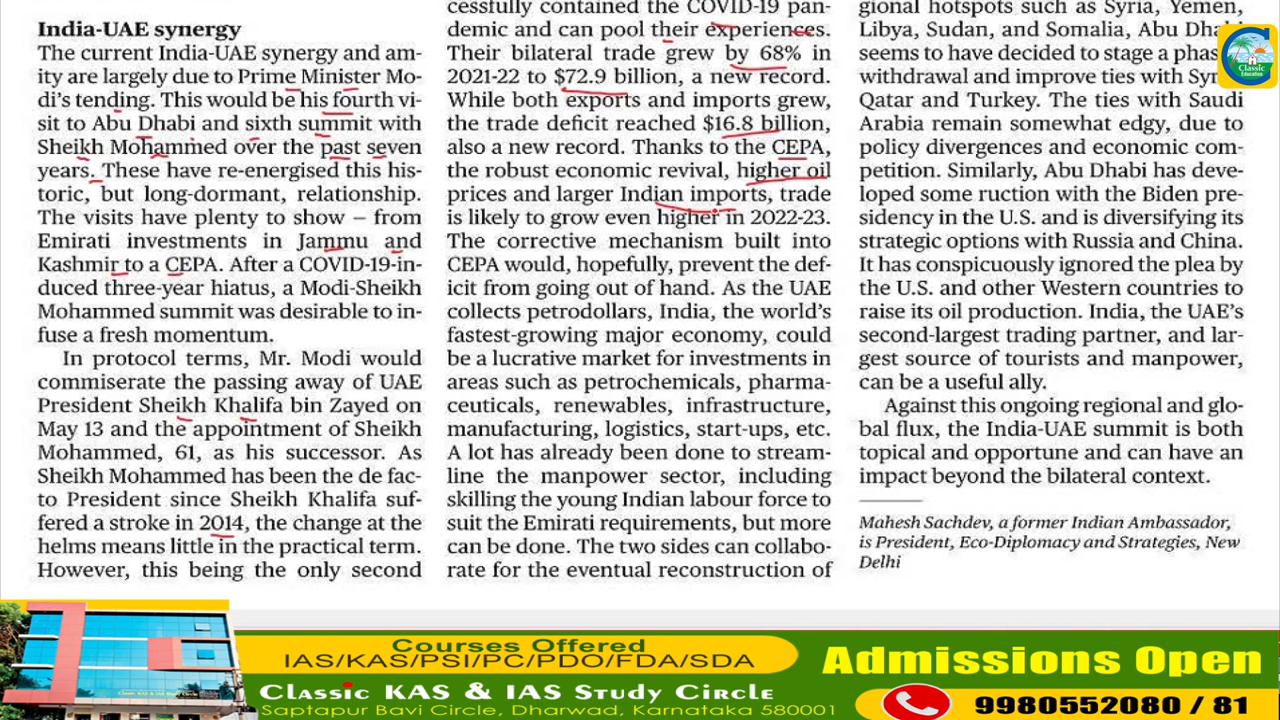 India-UAE synergy
The current India-UAE synergy and am-
ity are largely due to Prime Minister Mo-
di's tending. This would be his fourth vi-
sit to Abu Dhabi and sixth summit with
Sheikh Mohammed over the past seven
years. These have re-energised this his-
toric, but long-dormant, relationship.
The visits have plenty to show – from
Emirati investments in Jammu and
Kashmir to a CEPA. After a COVID-19-in-
duced three-year hiatus, a Modi-Sheikh
Mohammed summit was desirable to in-
fuse a fresh momentum.
In protocol terms, Mr. Modi would
commiserate the passing away of UAE
President Sheikh Khalifa bin Zayed on
May 13 and the appointment of Sheikh
Mohammed, 61, as his successor. As
Sheikh Mohammed has been the de fac-
to President since Sheikh Khalifa suf-
fered a stroke in 2014, the change at the
helms means little in the practical term.
However, this being the only second
cessfully contained the COVID-19 pan-
demic and can pool their experiences.
Their bilateral trade grew by 68% in
2021-22 to $72.9 billion, a new record.
While both exports and imports grew,
the trade deficit reached $16.8 billion,
also a new record. Thanks to the CEPA,
the robust economic revival, higher oil
prices and larger Indian imports, trade
is likely to grow even higher in 2022-23.
The corrective mechanism built into
CEPA would, hopefully, prevent the def-
icit from going out of hand. As the UAE
collects petrodollars, India, the world's
fastest-growing major economy, could
be a lucrative market for investments in
areas such as petrochemicals, pharma-
ceuticals, renewables, infrastructure,
manufacturing, logistics, start-ups, etc.
A lot has already been done to stream-
line the manpower sector, including
skilling the young Indian labour force to
suit the Emirati requirements, but more
can be done. The two sides can collabo-
rate for the eventual reconstruction of
gional hotspots such as Syria, Yemen,
Libya, Sudan, and Somalia, Abu Dhabi
seems to have decided to stage a phas
withdrawal and improve ties with Syr
Qatar and Turkey. The ties with Saudi
Arabia remain somewhat edgy, due to
policy divergences and economic com-
petition. Similarly, Abu Dhabi has deve-
loped some ruction with the Biden pre-
sidency in the U.S. and is diversifying its
strategic options with Russia and China.
It has conspicuously ignored the plea by
the U.S. and other Western countries to
raise its oil production. India, the UAE's
second-largest trading partner, and lar-
gest source of tourists and manpower,
can be a useful ally.
Against this ongoing regional and glo-
bal flux, the India-UAE summit is both
topical and opportune and can have an
impact beyond the bilateral context.
Mahesh Sachdev, a former Indian Ambassador,
is President, Eco-Diplomacy and Strategies, New
Delhi
Classic
Education
Courses Offered
IAS/KAS/PSI/PC/PDO/FDA/SDA
Classic KAS & IAS Study Circle
Saptapur Bavi Circle, Dharwad, Karnataka 580001
Admissions Open
9980552080 / 81